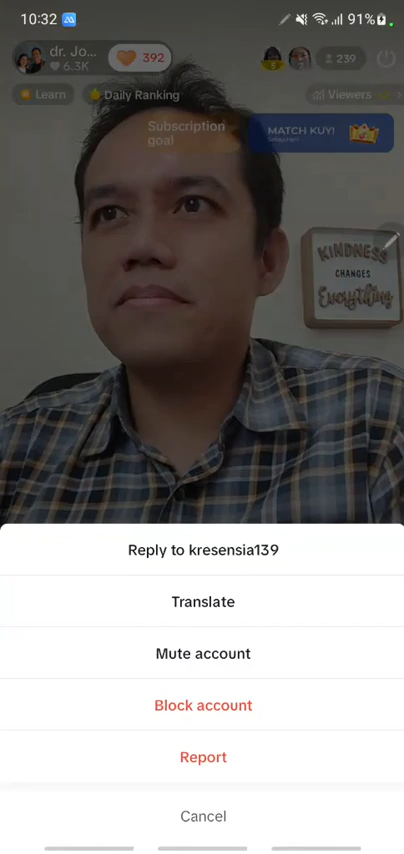 10:32
91%
dr. Jo...
6.3K
392
239
Learn
Daily Ranking
Viewers
Subscription
goal
MATCH KUY!
KINDNESS
CHANGES
Everything
Reply to kresensia139
Translate
Mute account
Block account
Report
Cancel